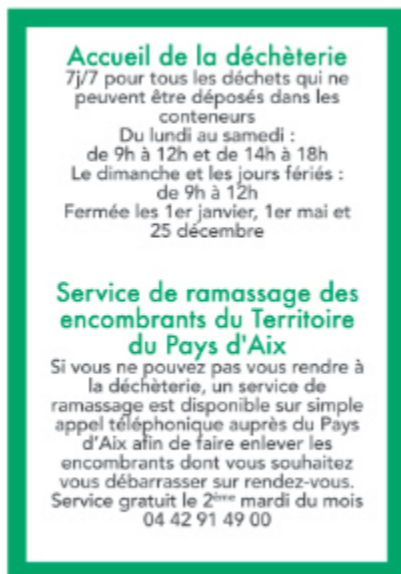 Accueil de la déchèterie
7j/7 pour tous les déchets qui ne
peuvent être déposés dans les
conteneurs
Du lundi au samedi :
de 9h à 12h et de 14h à 18h
Le dimanche et les jours fériés :
de 9h à 12h
Fermée les 1er janvier, 1er mai et
25 décembre
Service de ramassage des
encombrants du Territoire
du Pays d'Aix
Si vous ne pouvez pas vous rendre à
la déchèterie, un service de
ramassage est disponible sur simple
appel téléphonique auprès du Pays
d'Aix afin de faire enlever les
encombrants dont vous souhaitez
vous débarrasser sur rendez-vous.
Service gratuit le 2ème mardi du mois
04 42 91 49 00